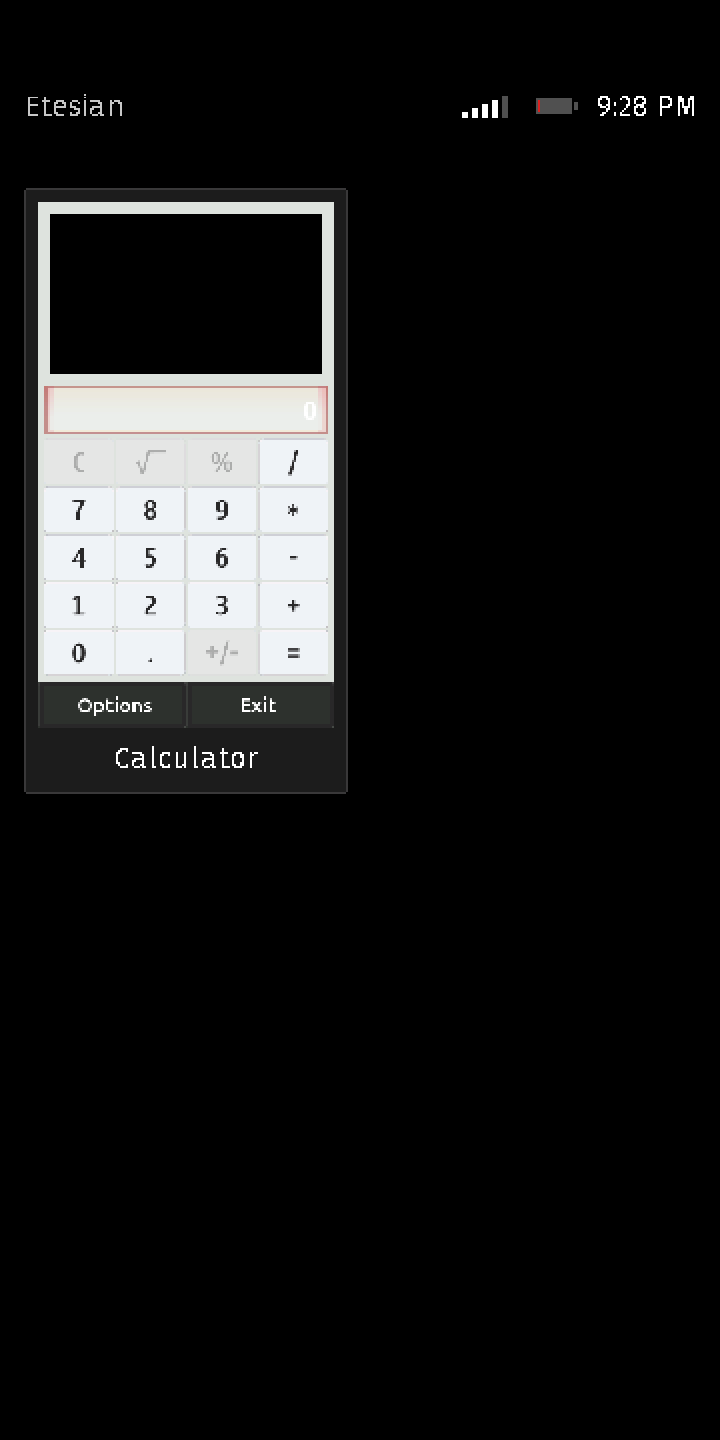 Etesian 9:28 PM
0
C √ % /
7 8 9 *
4 5 6 -
1 2 3 +
0 . +/- =
Options Exit
Calculator